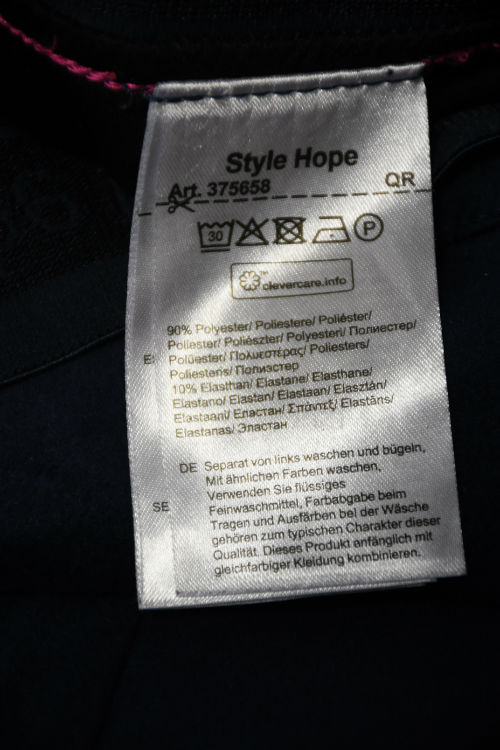 Style Hope
Art. 375658
QR
30
P
clevercare.info
90% Polyester/ Poliestere/ Poliéster/
Poliester/ Poliészter/ Polyesteri/ Полиестер/
Polüester/ Πολυεστερας/ Poliesters/
Poliesteris/ Полиэстер
10% Elasthan/ Elastane/ Elasthane/
Elastano/ Elastan/ Elastaan/ Elasztán/
Elastaani/ Еластан/ Σπάντεξ/ Elastāns/
Elastanas/ Эластан
DE Separat von links waschen und bügeln,
Mit ähnlichen Farben waschen,
Verwenden Sie flüssiges
Feinwaschmittel, Farbabgabe beim
Tragen und Ausfärben bei der Wäsche
gehören zum typischen Charakter dieser
Qualität. Dieses Produkt anfänglich mit
gleichfarbiger Kleidung kombinieren.
SE